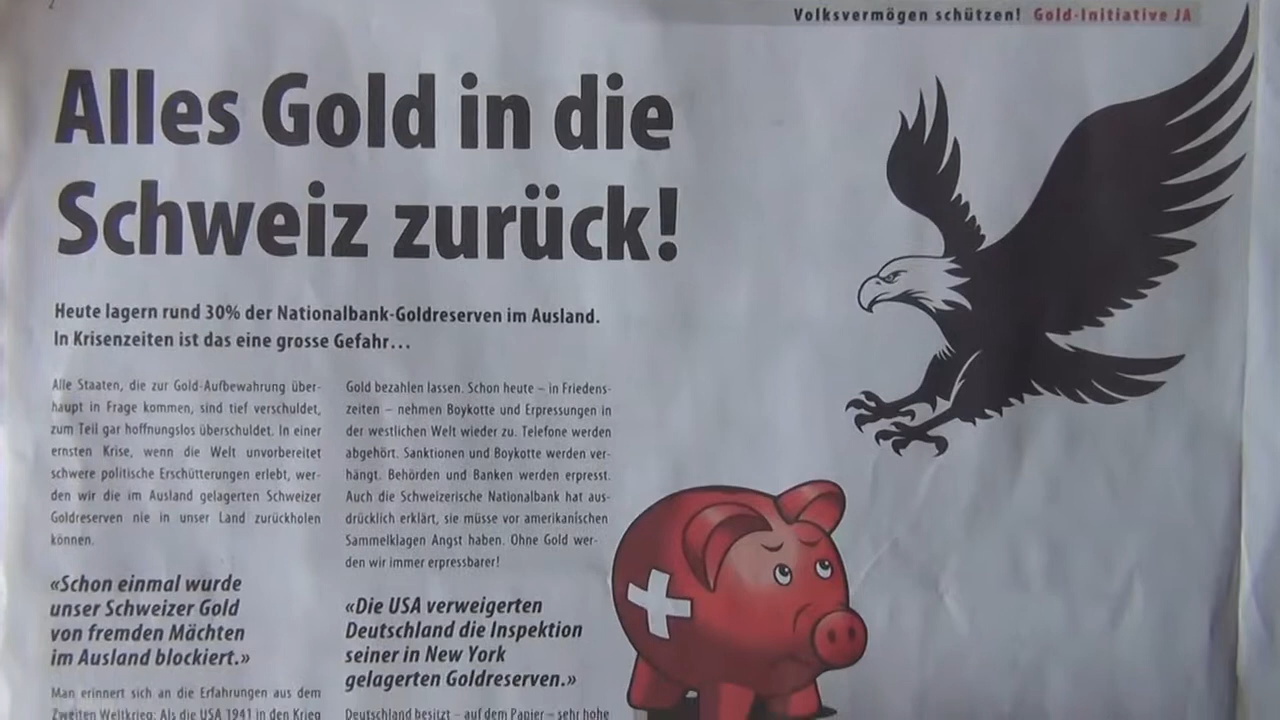 2
Volksvermögen schützen! Gold-Initiative JA
Alles Gold in die
Schweiz zurück!
Heute lagern rund 30% der Nationalbank-Goldreserven im Ausland.
In Krisenzeiten ist das eine grosse Gefahr…
Alle Staaten, die zur Gold-Aufbewahrung über-
haupt in Frage kommen, sind tief verschuldet,
zum Teil gar hoffnungslos überschuldet. In einer
ernsten Krise, wenn die Welt unvorbereitet
schwere politische Erschütterungen erlebt, wer-
den wir die im Ausland gelagerten Schweizer
Goldreserven nie in unser Land zurückholen
können.
«Schon einmal wurde
unser Schweizer Gold
von fremden Mächten
im Ausland blockiert.»
Man erinnert sich an die Erfahrungen aus dem
Zweiten Weltkrieg: Als die USA 1941 in den Krieg
Gold bezahlen lassen. Schon heute – in Friedens-
zeiten – nehmen Boykotte und Erpressungen in
der westlichen Welt wieder zu. Telefone werden
abgehört. Sanktionen und Boykotte werden ver-
hängt. Behörden und Banken werden erpresst.
Auch die Schweizerische Nationalbank hat aus-
drücklich erklärt, sie müsse vor amerikanischen
Sammelklagen Angst haben. Ohne Gold wer-
den wir immer erpressbarer!
«Die USA verweigerten
Deutschland die Inspektion
seiner in New York
gelagerten Goldreserven.»
Deutschland besitzt – auf dem Papier – sehr hohe